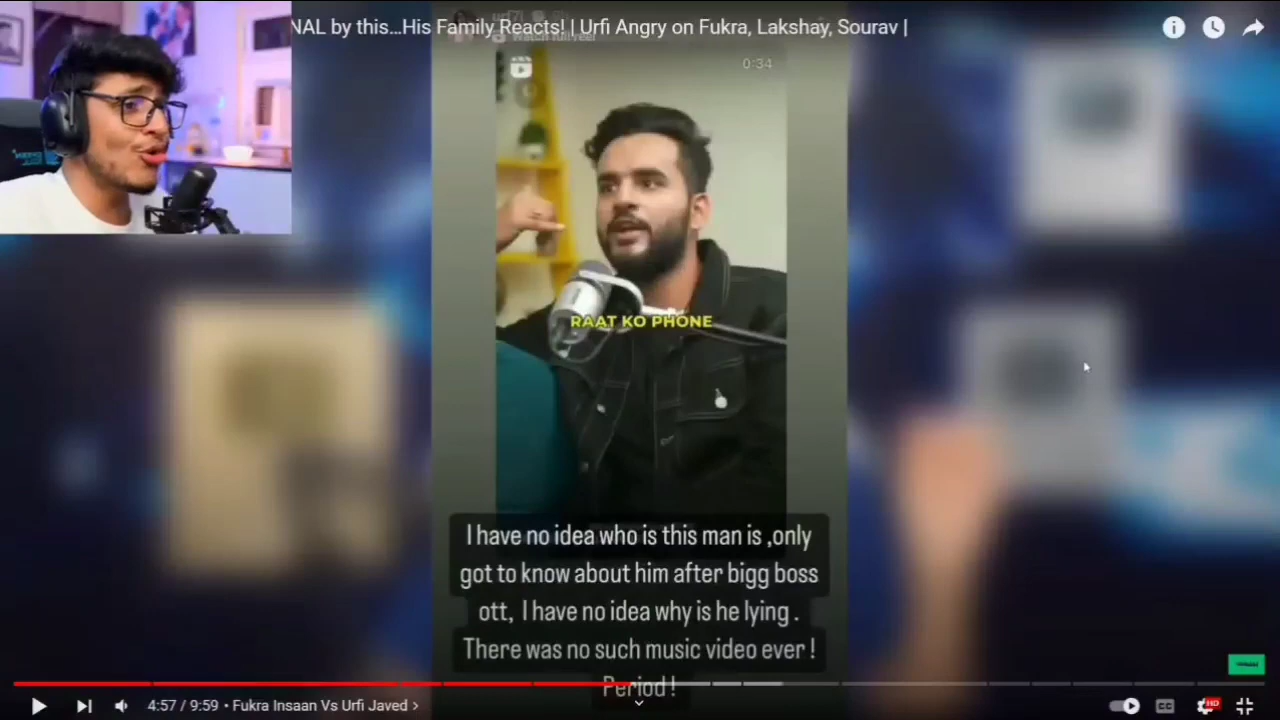 NAL by this...His Family Reacts! | Urfi Angry on Fukra, Lakshay, Sourav |
0:34
RAAT KO PHONE
I have no idea who is this man is ,only
got to know about him after bigg boss
ott, I have no idea why is he lying .
There was no such music video ever !
Period !
4:57 / 9:59 • Fukra Insaan Vs Urfi Javed >
CC
HD